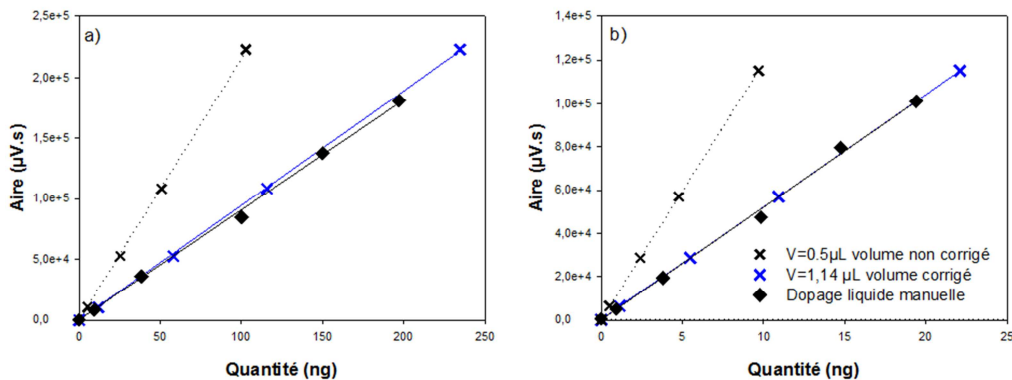 a)
2,5e+5
2,0e+5
1,5e+5
1,0e+5
5,0e+4
0,0
Aire (µV.s)
0 50 100 150 200 250
Quantité (ng)
b)
1,4e+5
1,2e+5
1,0e+5
8,0e+4
6,0e+4
4,0e+4
2,0e+4
0,0
Aire (µV.s)
V=0.5µL volume non corrigé
V=1,14 µL volume corrigé
Dopage liquide manuelle
0 5 10 15 20 25
Quantité (ng)